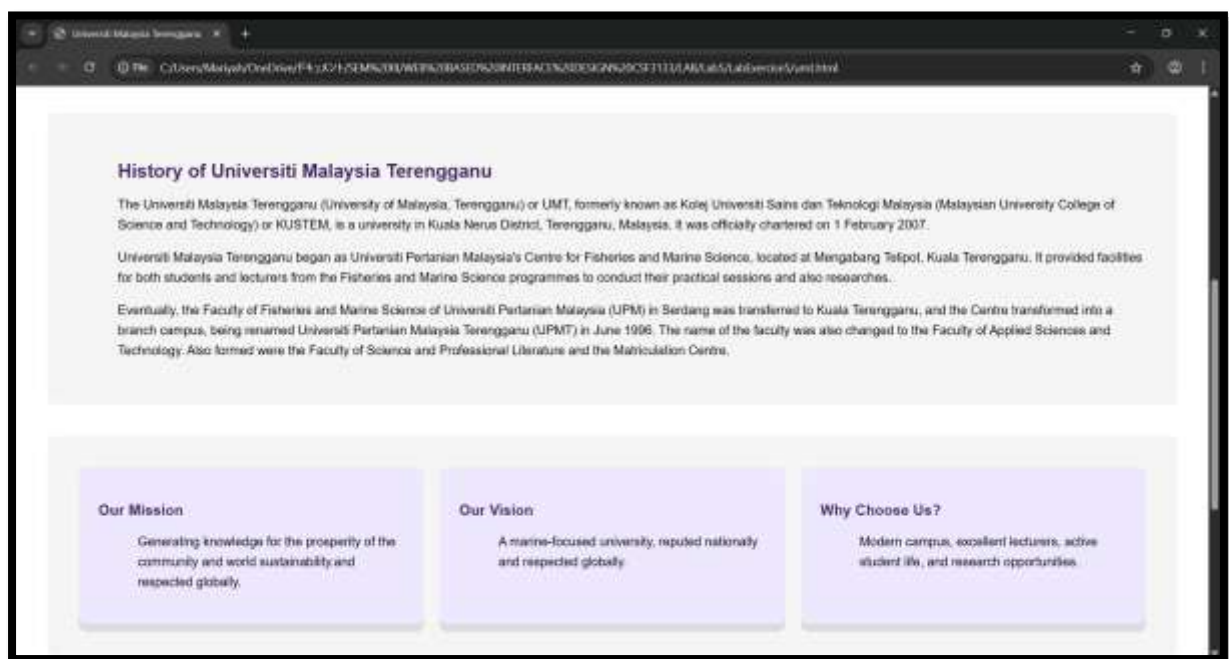 Universiti Malaysia Terengganu
File
History of Universiti Malaysia Terengganu
The Universiti Malaysia Terengganu (University of Malaysia, Terengganu) or UMT, formerly known as Kolej Universiti Sains dan Teknologi Malaysia (Malaysian University College of
Science and Technology) or KUSTEM, is a university in Kuala Nerus District, Terengganu, Malaysia. It was officially chartered on 1 February 2007.
Universiti Malaysia Terengganu began as Universiti Pertanian Malaysia's Centre for Fisheries and Marine Science, located at Mengabang Telipot, Kuala Terengganu. It provided facilities
for both students and lecturers from the Fisheries and Marine Science programmes to conduct their practical sessions and also researches.
Eventually, the Faculty of Fisheries and Marine Science of Universiti Pertanian Malaysia (UPM) in Serdang was transferred to Kuala Terengganu, and the Centre transformed into a
branch campus, being renamed Universiti Pertanian Malaysia Terengganu (UPMT) in June 1996. The name of the faculty was also changed to the Faculty of Applied Sciences and
Technology. Also formed were the Faculty of Science and Professional Literature and the Matriculation Centre.
Our Mission
Generating knowledge for the prosperity of the
community and world sustainability and
respected globally.
Our Vision
A marine-focused university, reputed nationally
and respected globally.
Why Choose Us?
Modern campus, excellent lecturers, active
student life, and research opportunities.